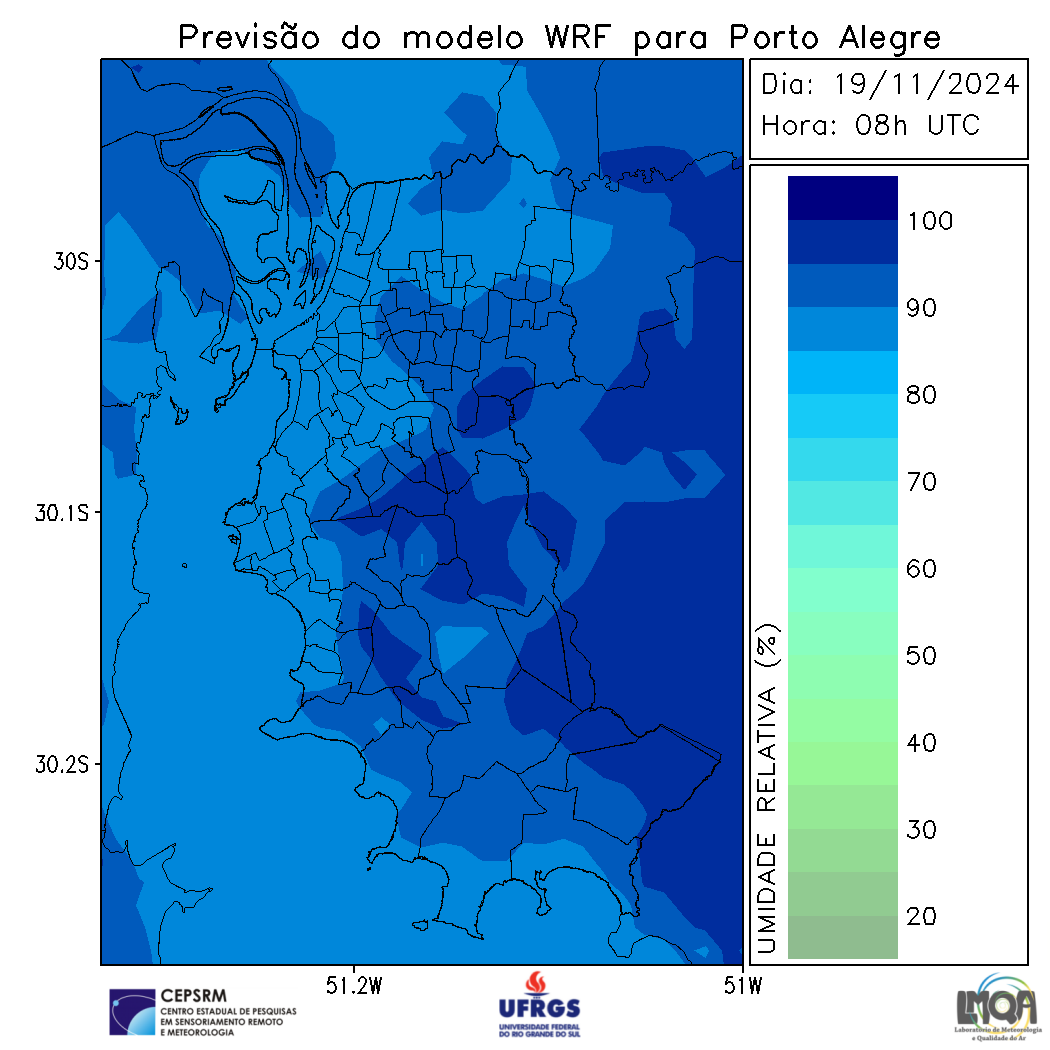 Previsão do modelo WRF para Porto Alegre
Dia: 19/11/2024
Hora: 08h UTC
30S
30.1S
30.2S
51.2W
51W
UMIDADE RELATIVA (%)
100
90
80
70
60
50
40
30
20
CEPSRM
CENTRO ESTADUAL DE PESQUISAS
EM SENSORIAMENTO REMOTO
E METEOROLOGIA
UFRGS
UNIVERSIDADE FEDERAL
DO RIO GRANDE DO SUL
LMQA
Laboratório de Meteorologia
e Qualidade do Ar